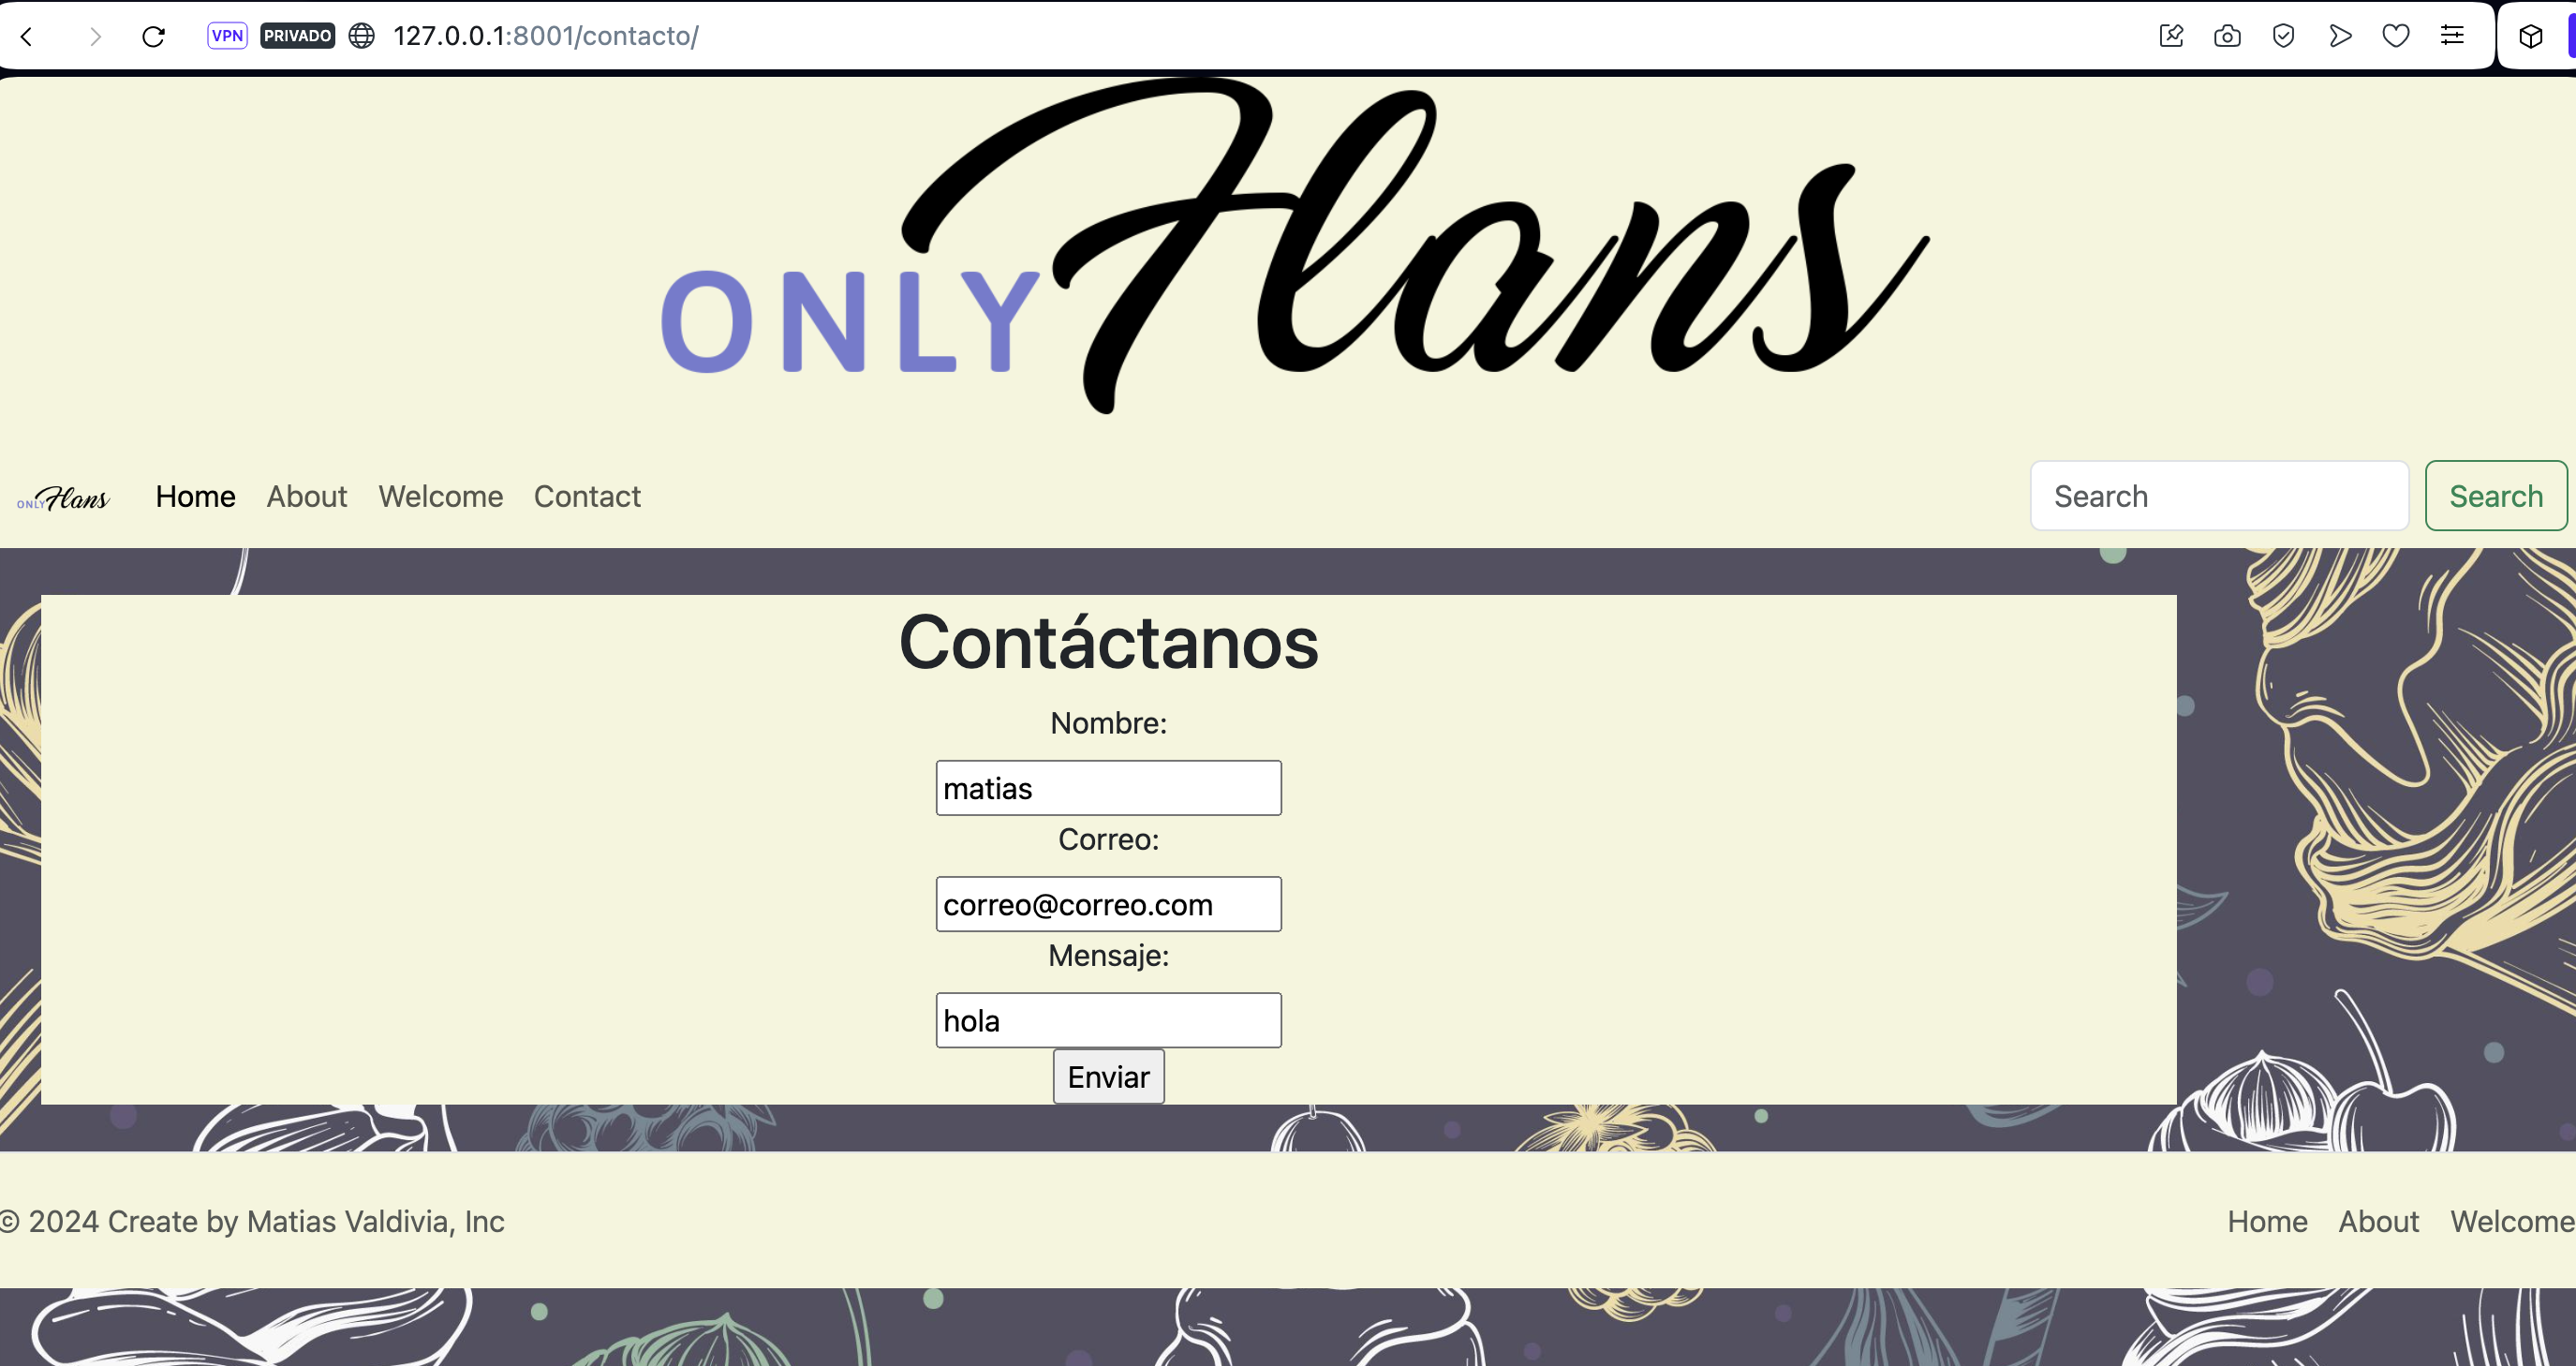 VPN PRIVADO 127.0.0.1:8001/contacto/
ONLY Flans
ONLY Flans Home About Welcome Contact Search Search
Contáctanos
Nombre:
matias
Correo:
correo@correo.com
Mensaje:
hola
Enviar
© 2024 Create by Matias Valdivia, Inc Home About Welcome